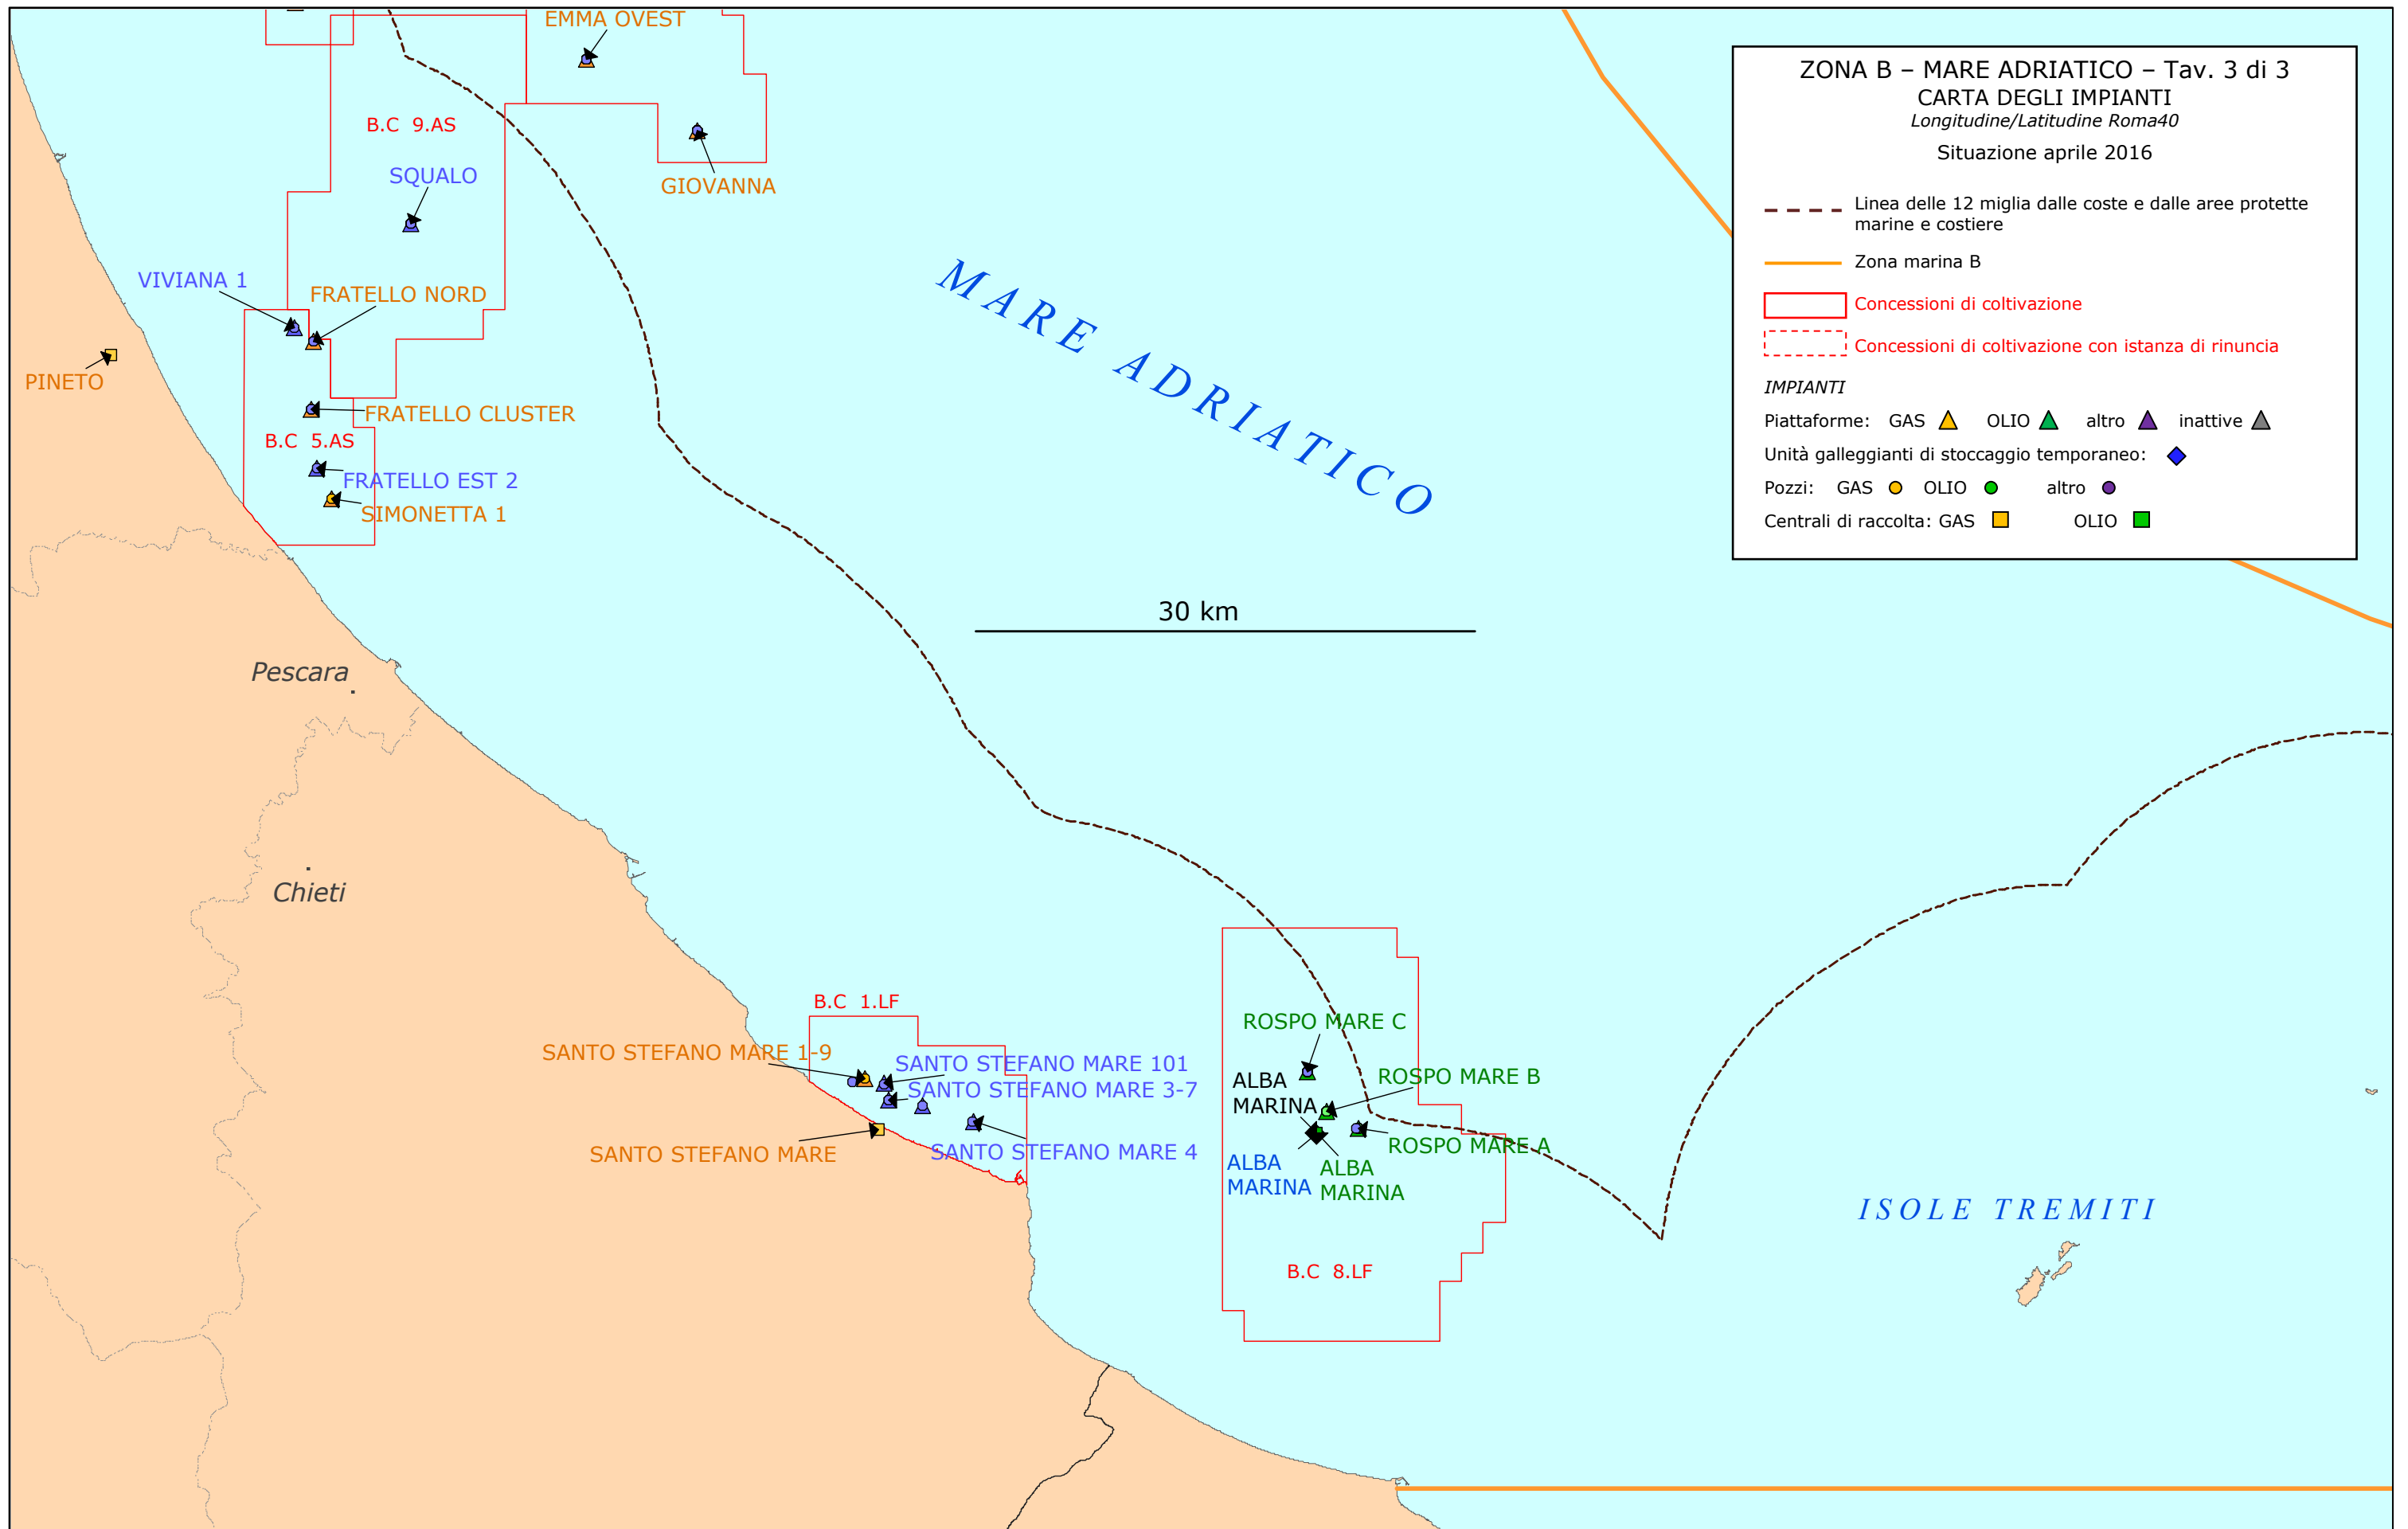 EMMA OVEST
B.C 9.AS
SQUALO
GIOVANNA
VIVIANA 1
FRATELLO NORD
PINETO
FRATELLO CLUSTER
B.C 5.AS
FRATELLO EST 2
SIMONETTA 1
MARE ADRIATICO
ZONA B – MARE ADRIATICO – Tav. 3 di 3
CARTA DEGLI IMPIANTI
Longitudine/Latitudine Roma40
Situazione aprile 2016
Linea delle 12 miglia dalle coste e dalle aree protette
marine e costiere
Zona marina B
Concessioni di coltivazione
Concessioni di coltivazione con istanza di rinuncia
IMPIANTI
Piattaforme: GAS OLIO altro inattive
Unità galleggianti di stoccaggio temporaneo:
Pozzi: GAS OLIO altro
Centrali di raccolta: GAS OLIO
30 km
Pescara
Chieti
B.C 1.LF
SANTO STEFANO MARE 1-9
SANTO STEFANO MARE 101
SANTO STEFANO MARE 3-7
SANTO STEFANO MARE
SANTO STEFANO MARE 4
ROSPO MARE C
ALBA
MARINA
ROSPO MARE B
ROSPO MARE A
ALBA
MARINA
ALBA
MARINA
B.C 8.LF
ISOLE TREMITI